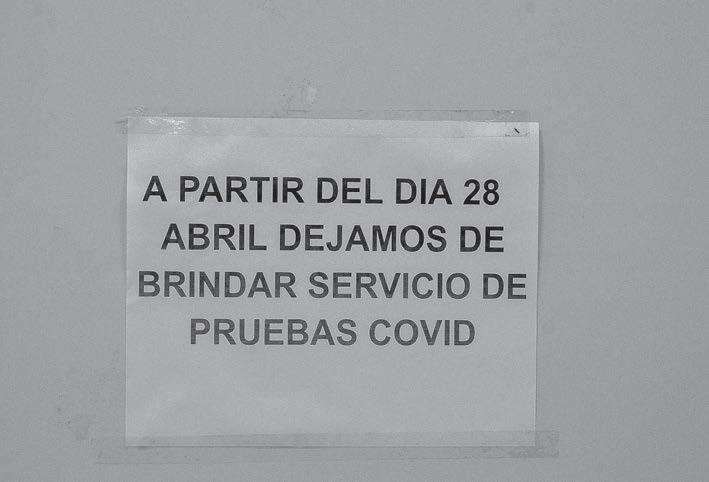 A PARTIR DEL DIA 28
ABRIL DEJAMOS DE
BRINDAR SERVICIO DE
PRUEBAS COVID